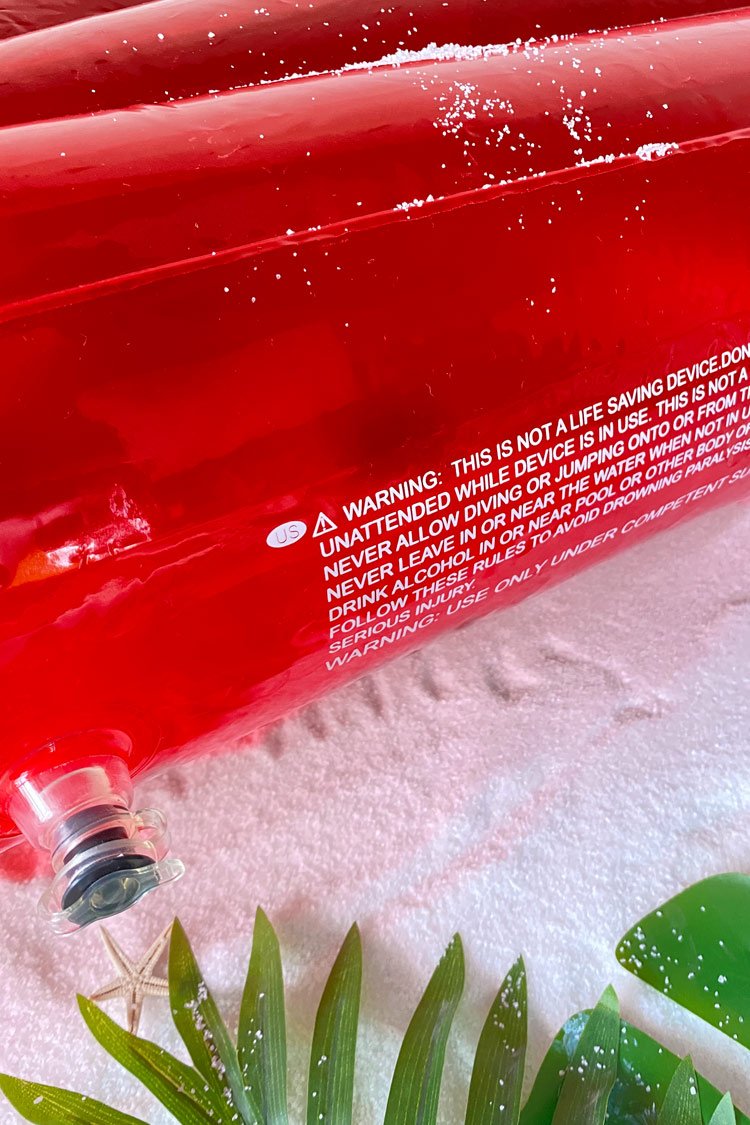 US
⚠ WARNING: THIS IS NOT A LIFE SAVING DEVICE.DON
UNATTENDED WHILE DEVICE IS IN USE. THIS IS NOT A
NEVER ALLOW DIVING OR JUMPING ONTO OR FROM TH
NEVER LEAVE IN OR NEAR THE WATER WHEN NOT IN U
DRINK ALCOHOL IN OR NEAR POOL OR OTHER BODY OF
FOLLOW THESE RULES TO AVOID DROWNING PARALYSIS
SERIOUS INJURY.
WARNING: USE ONLY UNDER COMPETENT SU